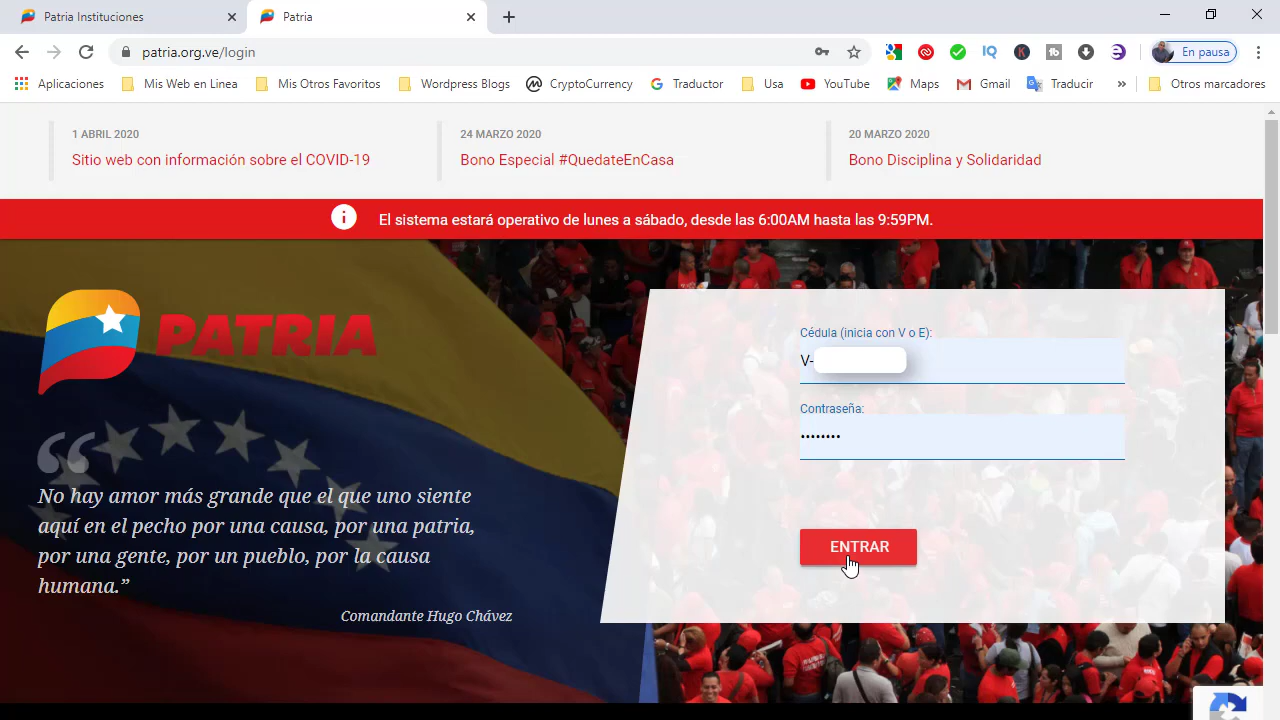 Patria Instituciones
Patria
patria.org.ve/login
En pausa
Aplicaciones
Mis Web en Linea
Mis Otros Favoritos
Wordpress Blogs
CryptoCurrency
Traductor
Usa
YouTube
Maps
Gmail
Traducir
»
Otros marcadores
1 ABRIL 2020
Sitio web con información sobre el COVID-19
24 MARZO 2020
Bono Especial #QuedateEnCasa
20 MARZO 2020
Bono Disciplina y Solidaridad
El sistema estará operativo de lunes a sábado, desde las 6:00AM hasta las 9:59PM.
PATRIA
“
No hay amor más grande que el que uno siente
aquí en el pecho por una causa, por una patria,
por una gente, por un pueblo, por la causa
humana.”
Comandante Hugo Chávez
Cédula (inicia con V o E):
V-
Contraseña:
••••••••
ENTRAR